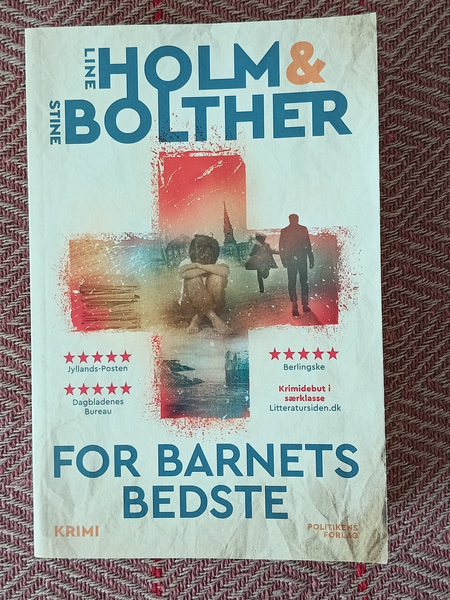 LINE HOLM &
STINE BOLTHER
★★★★★
Jyllands-Posten
★★★★★
Dagbladenes
Bureau
★★★★★
Berlingske
Krimidebut i
særklasse
Litteratursiden.dk
FOR BARNETS
BEDSTE
KRIMI
POLITIKENS
FORLAG